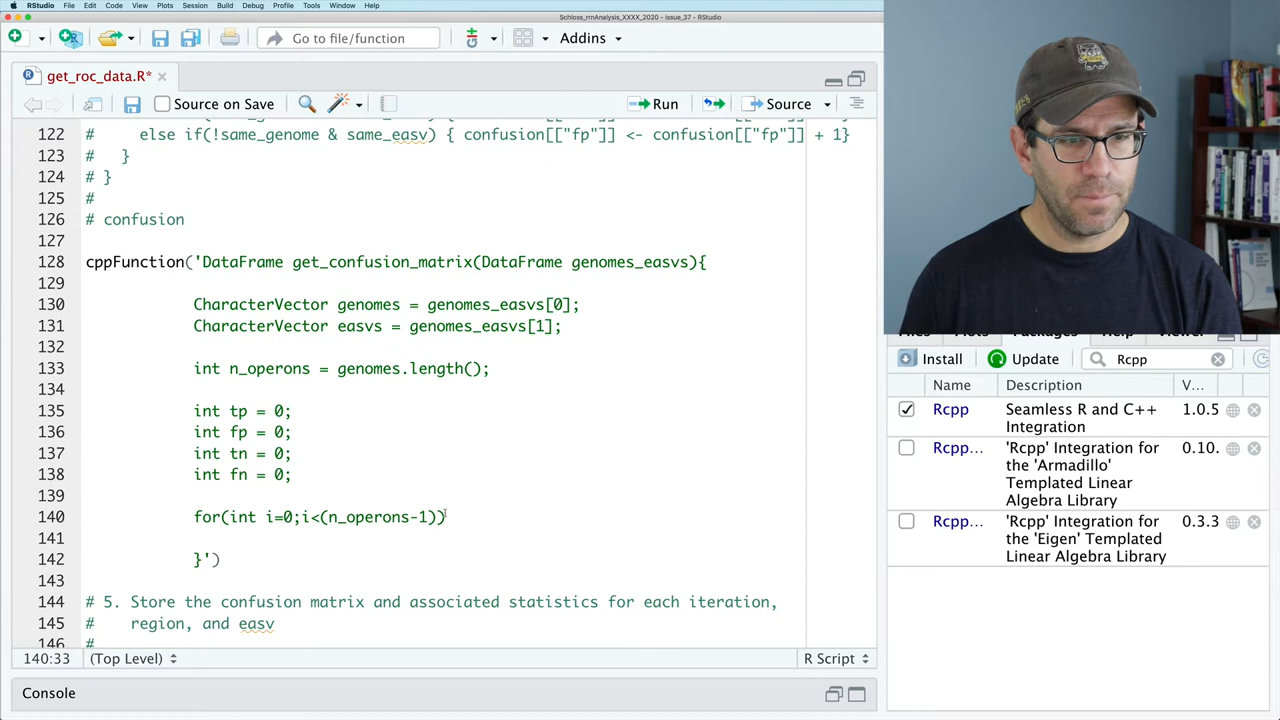 RStudio File Edit Code View Plots Session Build Debug Profile Tools Window Help
Schloss_rrnAnalysis_XXXX_2020 - issue_37 - RStudio
Go to file/function Addins
get_roc_data.R*
Source on Save Run Source
122 # else if(!same_genome & same_easv) { confusion[["fp"]] <- confusion[["fp"]] + 1}
123 # }
124 # }
125 #
126 # confusion
127
128 cppFunction('DataFrame get_confusion_matrix(DataFrame genomes_easvs){
129
130 CharacterVector genomes = genomes_easvs[0];
131 CharacterVector easvs = genomes_easvs[1];
132
133 int n_operons = genomes.length();
134
135 int tp = 0;
136 int fp = 0;
137 int tn = 0;
138 int fn = 0;
139
140 for(int i=0;i<(n_operons-1))
141
142 }')
143
144 # 5. Store the confusion matrix and associated statistics for each iteration,
145 # region, and easv
146 #
140:33 (Top Level) R Script
Console
Install Update Rcpp
Name Description V...
Rcpp Seamless R and C++ Integration 1.0.5
Rcpp... 'Rcpp' Integration for the 'Armadillo' Templated Linear Algebra Library 0.10.
Rcpp... 'Rcpp' Integration for the 'Eigen' Templated Linear Algebra Library 0.3.3